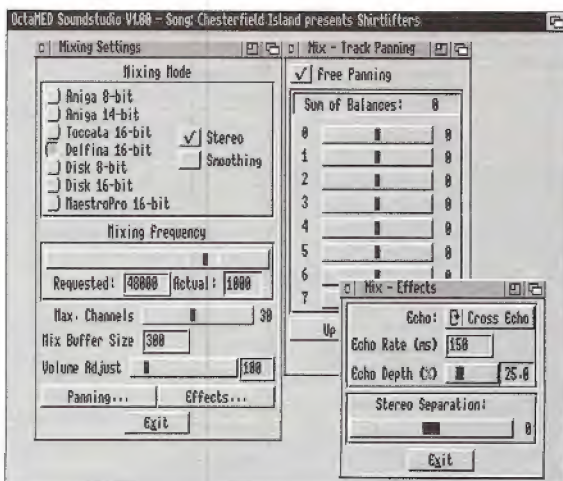 OctaMED Soundstudio V1.00 - Song: Chesterfield Island presents Shirtlifters
Mixing Settings
Mixing Mode
Amiga 8-bit
Amiga 14-bit
Toccata 16-bit
Delfina 16-bit
Disk 8-bit
Disk 16-bit
MaestroPro 16-bit
Stereo
Smoothing
Mixing Frequency
Requested: 48000 Actual: 1000
Max. Channels 30
Mix Buffer Size 300
Volume Adjust 100
Panning... Effects...
Exit
Mix - Track Panning
Free Panning
Sum of Balances: 0
0 0
1 0
2 0
3 0
4 0
5 0
6 0
7
Up
Mix - Effects
Echo: Cross Echo
Echo Rate (ms) 150
Echo Depth (%) 25.0
Stereo Separation:
0
Exit